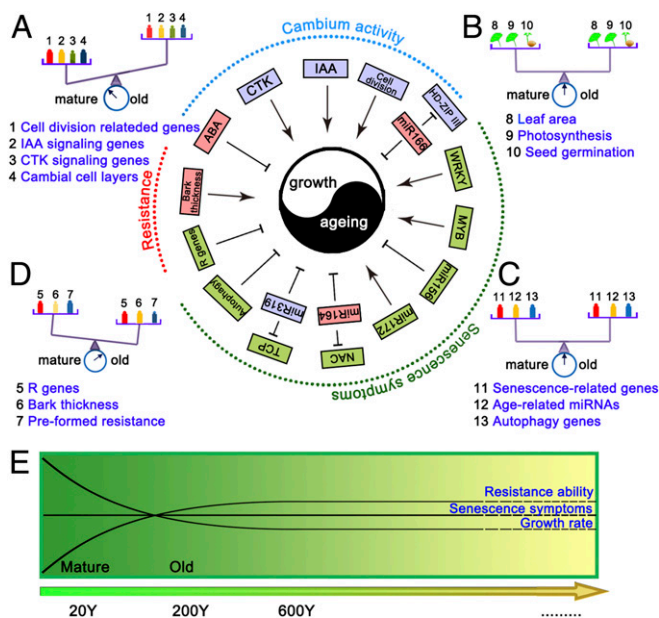 A
1 2 3 4
1 2 3 4
mature old
1 Cell division relateded genes
2 IAA signaling genes
3 CTK signaling genes
4 Cambial cell layers
Cambium activity
Resistance
Senescence symptoms
ABA
CTK
IAA
Cell division
HD-ZIP III
miR166
WRKY
MYB
miR156
miR172
miR164
NAC
miR319
TCP
Autophagy
R genes
Bark thickness
growth
ageing
B
8 9 10
8 9 10
mature old
8 Leaf area
9 Photosynthesis
10 Seed germination
D
5 6 7
5 6 7
mature old
5 R genes
6 Bark thickness
7 Pre-formed resistance
C
11 12 13
11 12 13
mature old
11 Senescence-related genes
12 Age-related miRNAs
13 Autophagy genes
E
Resistance ability
Senescence symptoms
Growth rate
Mature Old
20Y 200Y 600Y .........